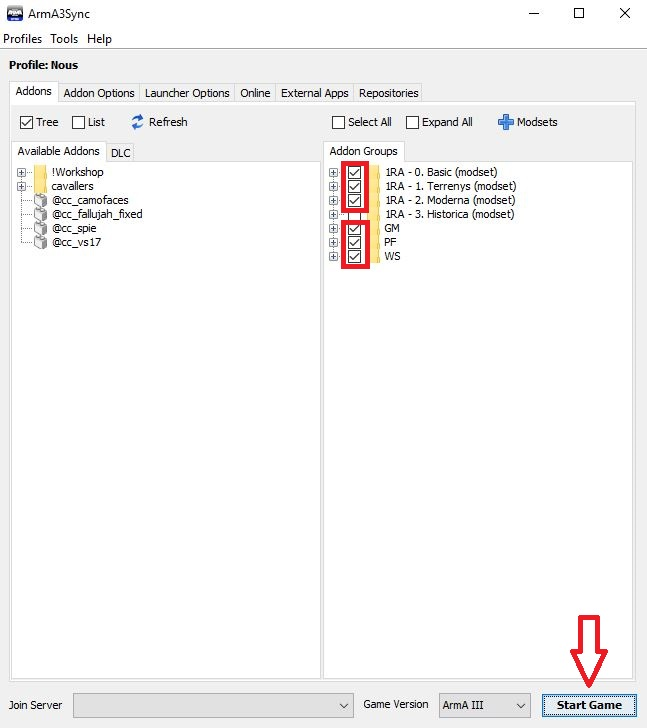 ArmA3Sync
Profiles Tools Help
Profile: Nous
Addons Addon Options Launcher Options Online External Apps Repositories
Tree List Refresh Select All Expand All Modsets
Available Addons DLC
!Workshop
cavallers
@cc_camofaces
@cc_fallujah_fixed
@cc_spie
@cc_vs17
Addon Groups
1RA - 0. Basic (modset)
1RA - 1. Terrenys (modset)
1RA - 2. Moderna (modset)
1RA - 3. Historica (modset)
GM
PF
WS
Join Server Game Version ArmA III Start Game